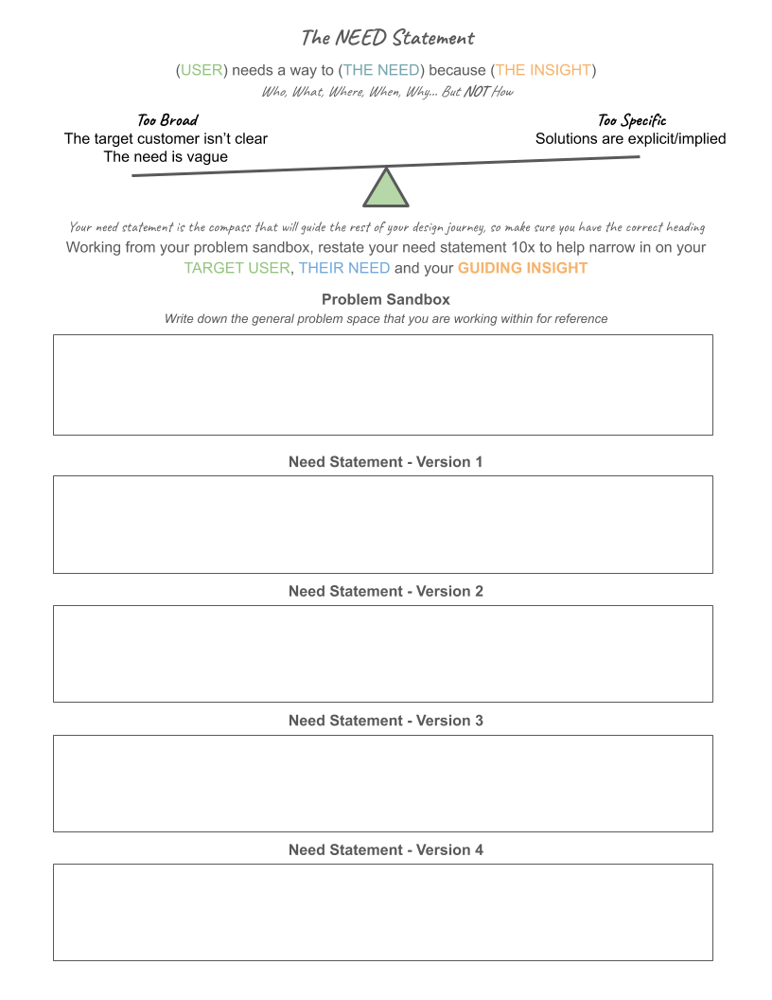 The NEED Statement
(USER) needs a way to (THE NEED) because (THE INSIGHT)
Who, What, Where, When, Why... But NOT How
Too Broad
The target customer isn’t clear
The need is vague
Too Specific
Solutions are explicit/implied
Your need statement is the compass that will guide the rest of your design journey, so make sure you have the correct heading
Working from your problem sandbox, restate your need statement 10x to help narrow in on your
TARGET USER, THEIR NEED and your GUIDING INSIGHT
Problem Sandbox
Write down the general problem space that you are working within for reference
Need Statement - Version 1
Need Statement - Version 2
Need Statement - Version 3
Need Statement - Version 4